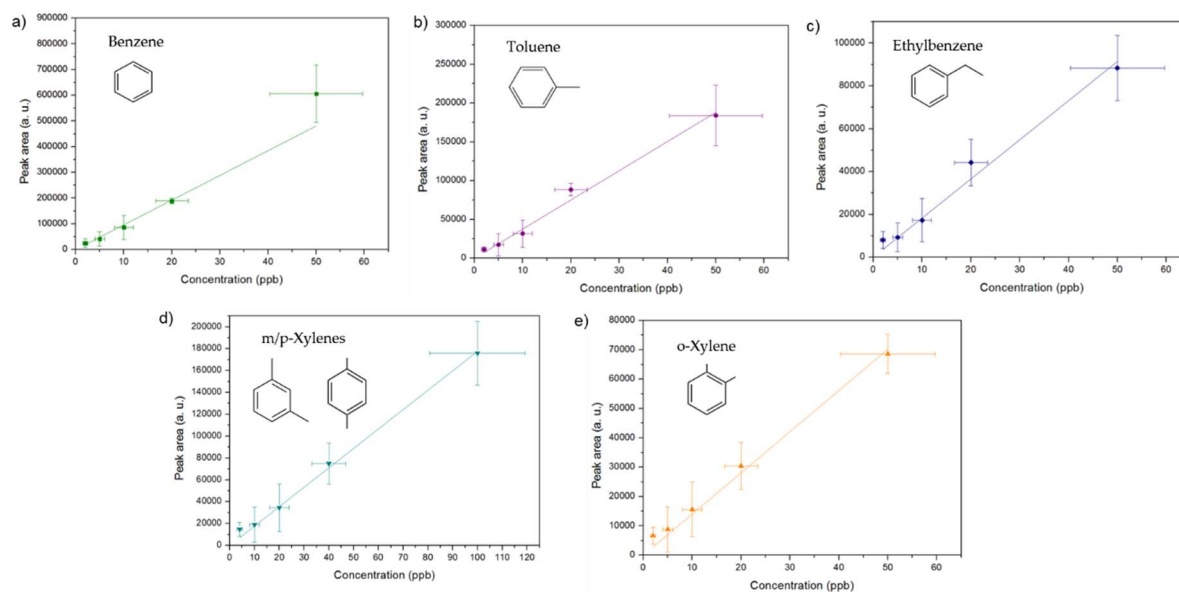 a)
Benzene
900000
800000
700000
600000
500000
400000
300000
200000
100000
0
0 10 20 30 40 50 60
Peak area (a. u.)
Concentration (ppb)
b)
Toluene
300000
250000
200000
150000
100000
50000
0
0 10 20 30 40 50 60
Peak area (a. u.)
Concentration (ppb)
c)
Ethylbenzene
100000
80000
60000
40000
20000
0
0 10 20 30 40 50 60
Peak area (a. u.)
Concentration (ppb)
d)
m/p-Xylenes
200000
180000
160000
140000
120000
100000
80000
60000
40000
20000
0
0 10 20 30 40 50 60 70 80 90 100 110 120
Peak area (a. u.)
Concentration (ppb)
e)
o-Xylene
80000
70000
60000
50000
40000
30000
20000
10000
0
0 10 20 30 40 50 60
Peak area (a. u.)
Concentration (ppb)